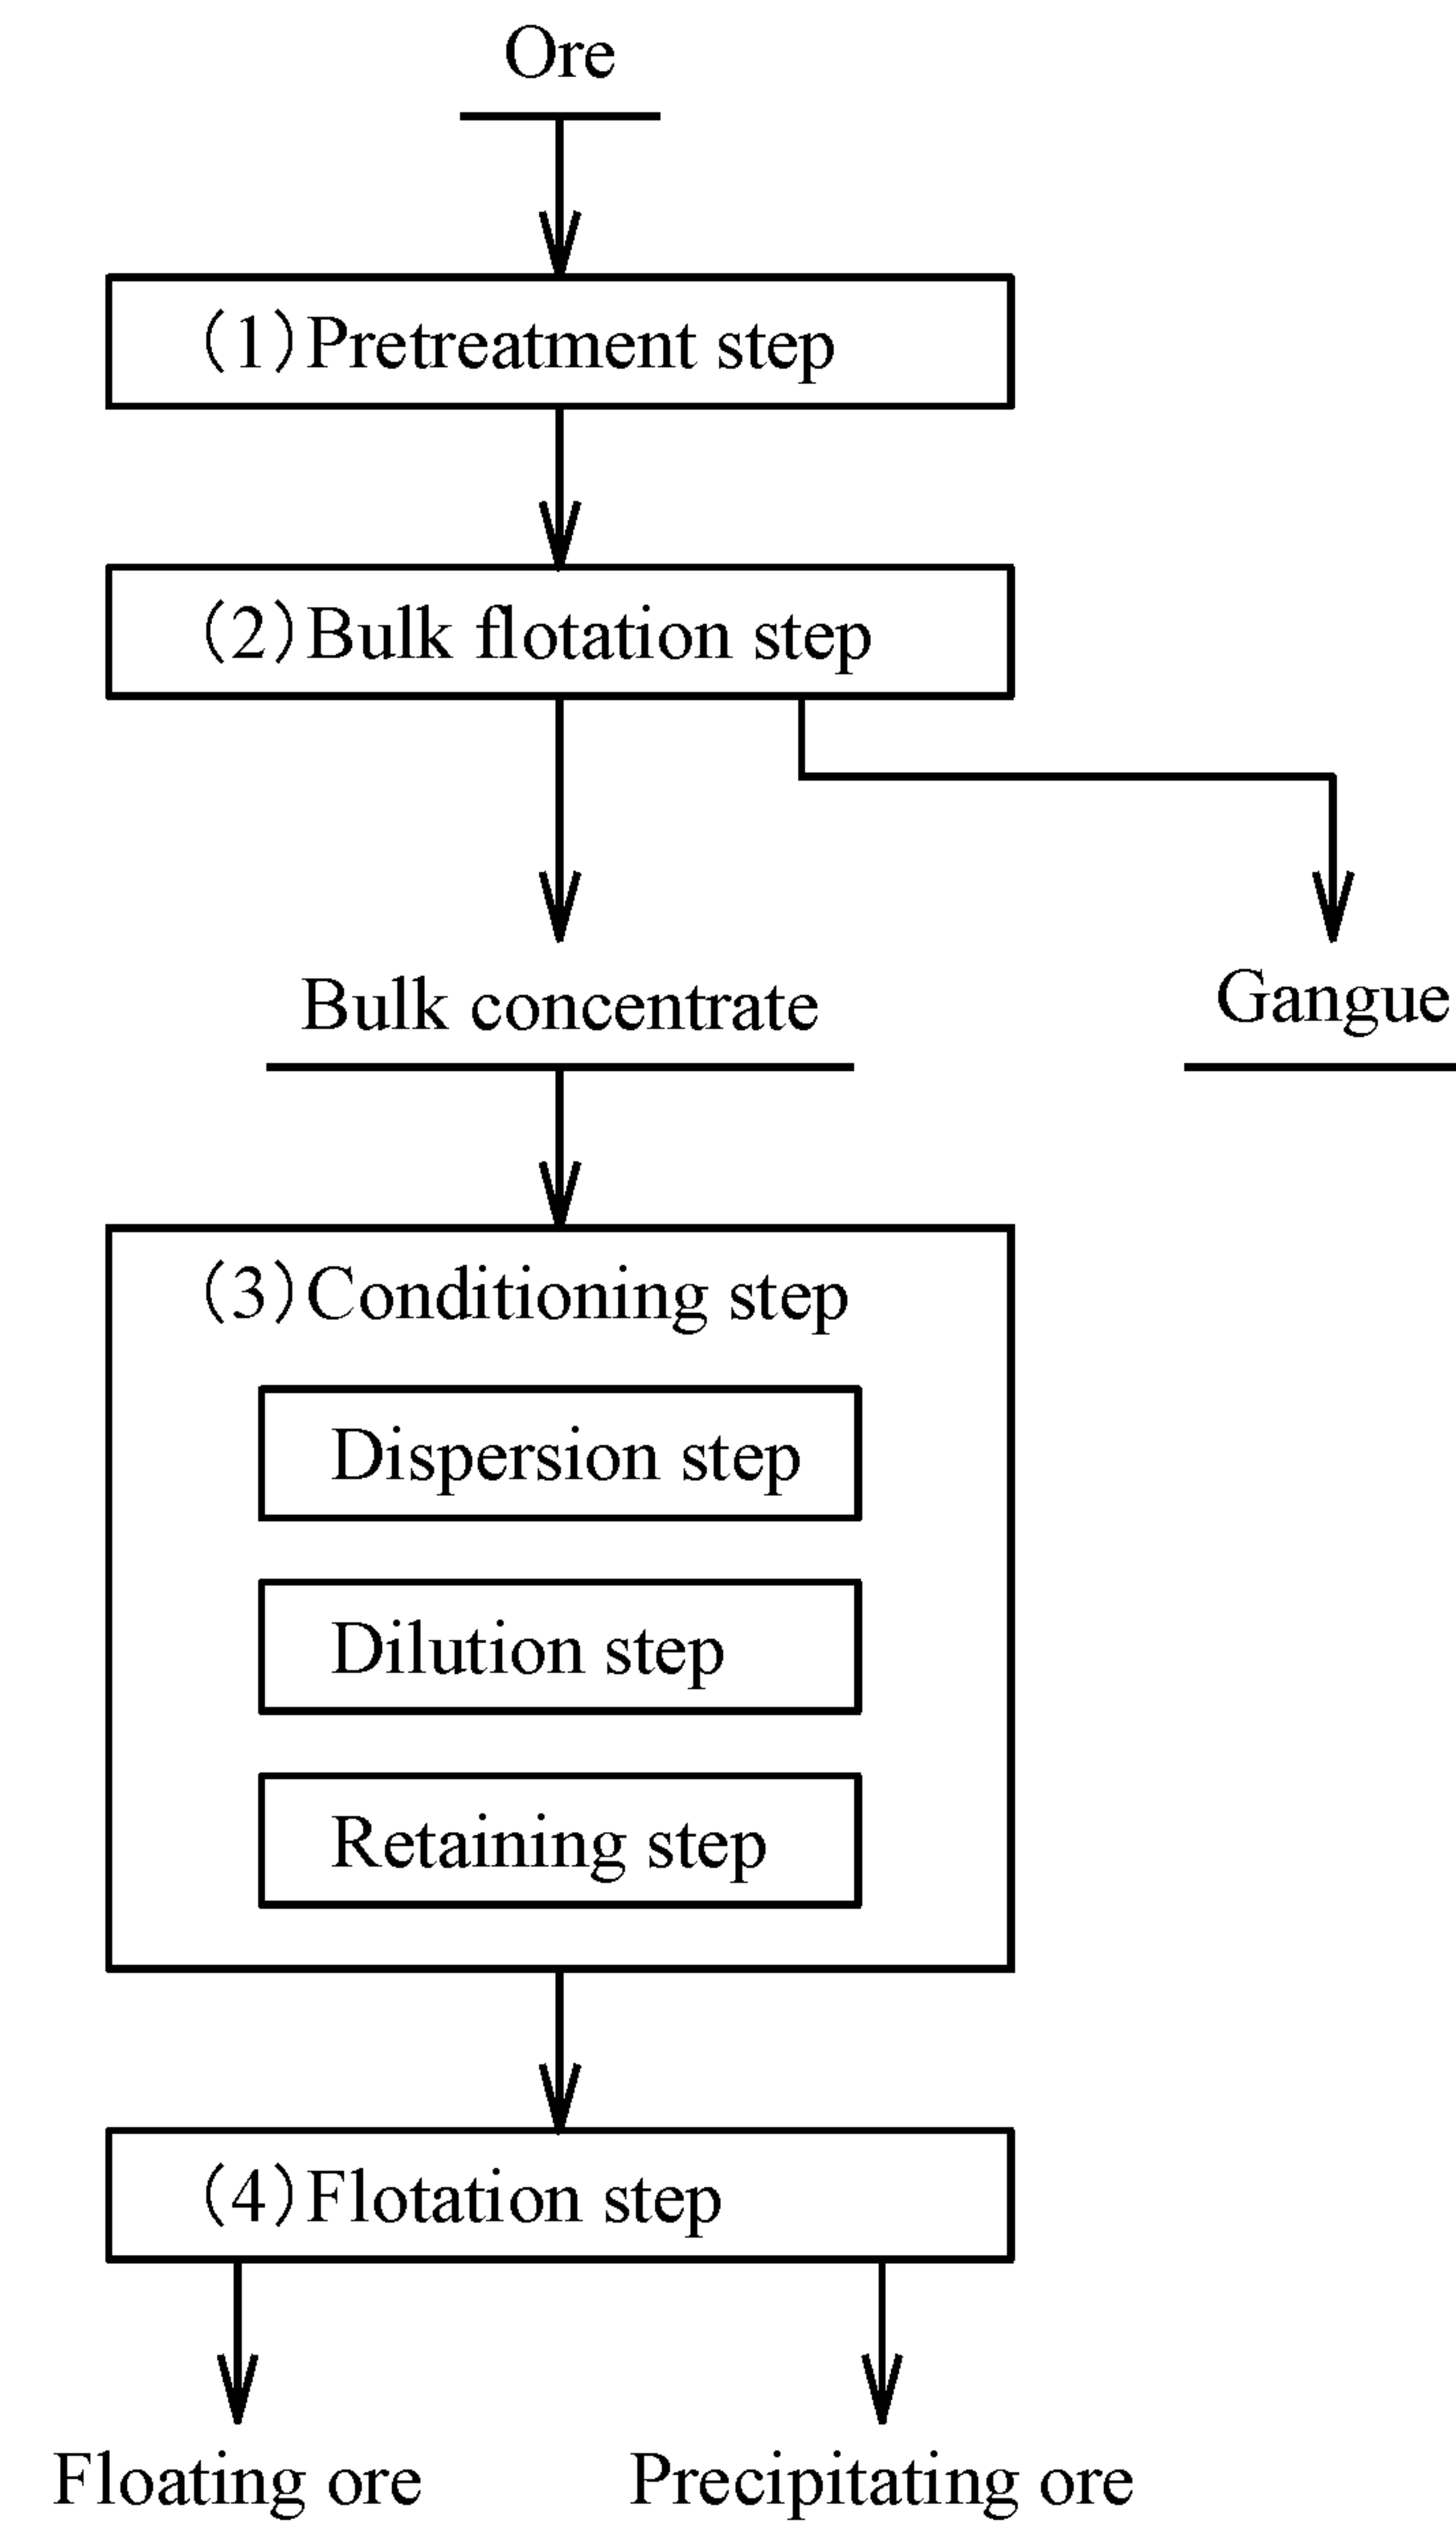 Ore
(1)Pretreatment step
(2)Bulk flotation step
Bulk concentrate
Gangue
(3)Conditioning step
Dispersion step
Dilution step
Retaining step
(4)Flotation step
Floating ore
Precipitating ore